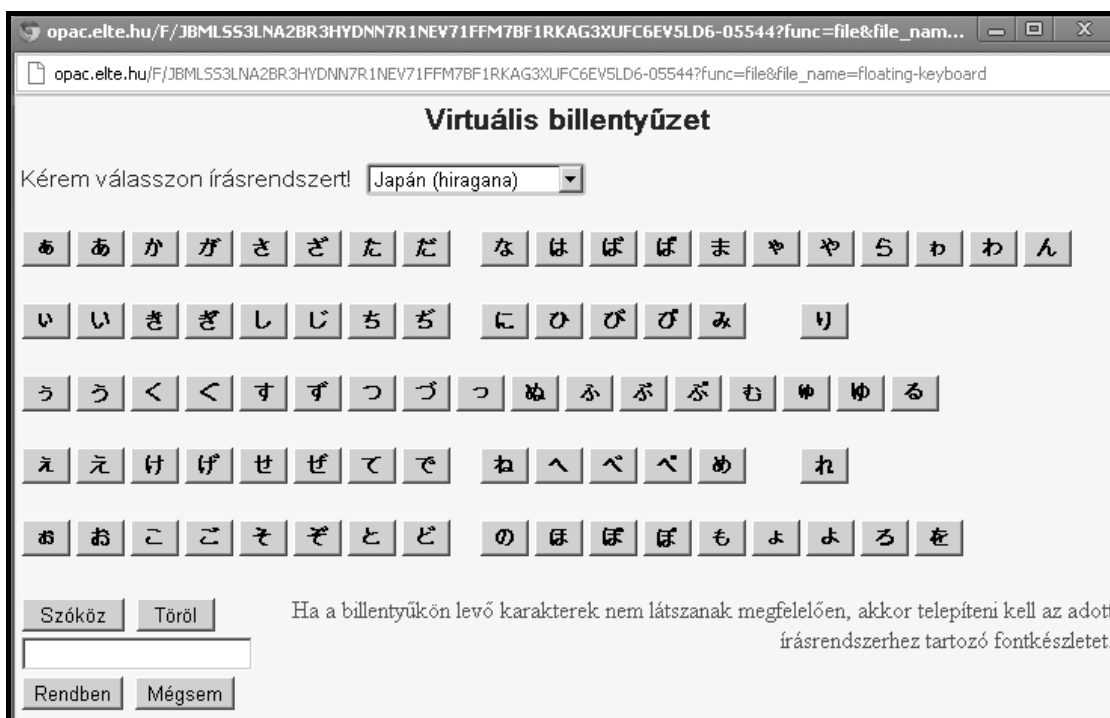 opac.elte.hu/F/JBMLSS3LNA2BR3HYDNN7R1NEV71FFM7BF1RKAG3XUFC6EV5LD6-05544?func=file&file_nam...
opac.elte.hu/F/JBMLSS3LNA2BR3HYDNN7R1NEV71FFM7BF1RKAG3XUFC6EV5LD6-05544?func=file&file_name=floating-keyboard
Virtuális billentyűzet
Kérem válasszon írásrendszert! Japán (hiragana)
ぁ あ か が さ ざ た だ な は ば ぱ ま ゃ や ら ゎ わ ん
ぃ い き ぎ し じ ち ぢ に ひ び ぴ み り
ぅ う く ぐ す ず つ づ っ ぬ ふ ぶ ぷ む ゅ ゆ る
ぇ え け げ せ ぜ て で ね へ べ ぺ め れ
ぉ お こ ご そ ぞ と ど の ほ ぼ ぽ も ょ よ ろ を
Szóköz Töröl
Ha a billentyűkön levő karakterek nem látszanak megfelelően, akkor telepíteni kell az adott
írásrendszerhez tartozó fontkészletet.
Rendben Mégsem